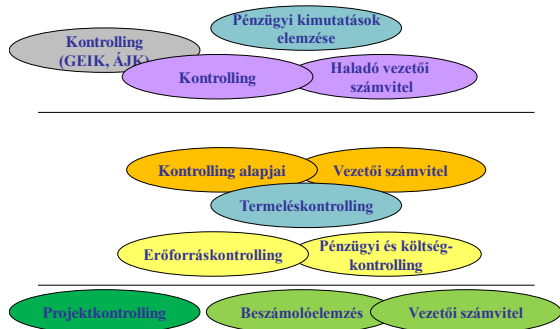 Pénzügyi kimutatások
elemzése
Kontrolling
(GEIK, ÁJK)
Kontrolling
Haladó vezetői
számvitel
Kontrolling alapjai
Vezetői számvitel
Termeléskontrolling
Erőforráskontrolling
Pénzügyi és költség-
kontrolling
Projektkontrolling
Beszámolóelemzés
Vezetői számvitel